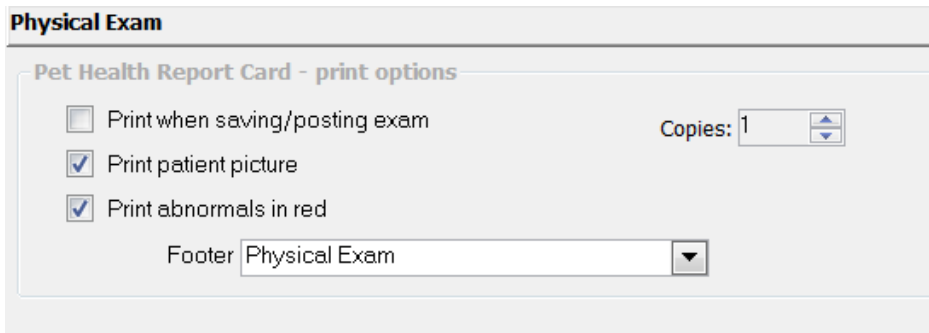 Physical Exam
Pet Health Report Card - print options
Print when saving/posting exam
Copies: 1
Print patient picture
Print abnormals in red
Footer Physical Exam